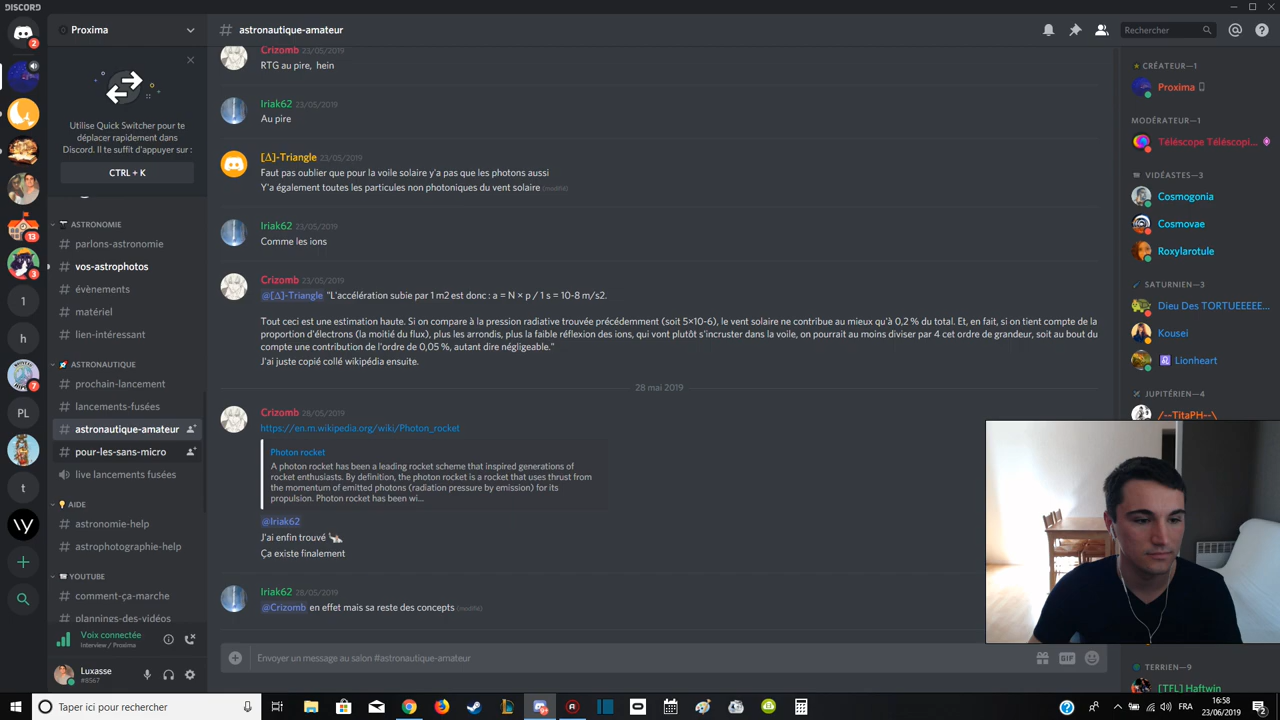 DISCORD
2
13
3
1
h
7
PL
t
Proxima
Utilise Quick Switcher pour te
déplacer rapidement dans
Discord. Il te suffit d'appuyer sur :
CTRL + K
ASTRONOMIE
# parlons-astronomie
# vos-astrophotos
# évènements
# matériel
# lien-intéressant
ASTRONAUTIQUE
# prochain-lancement
# lancements-fusées
# astronautique-amateur
# pour-les-sans-micro
live lancements fusées
AIDE
# astronomie-help
# astrophotographie-help
YOUTUBE
# comment-ça-marche
# plannings-des-vidéos
Voix connectée
Interview / Proxima
Luxasse
#8567
# astronautique-amateur
Rechercher
Crizomb 23/05/2019
RTG au pire, hein
Iriak62 23/05/2019
Au pire
[Δ]-Triangle 23/05/2019
Faut pas oublier que pour la voile solaire y'a pas que les photons aussi
Y'a également toutes les particules non photoniques du vent solaire (modifié)
Iriak62 23/05/2019
Comme les ions
Crizomb 23/05/2019
@[Δ]-Triangle "L'accélération subie par 1 m2 est donc : a = N × p / 1 s = 10-8 m/s2.
Tout ceci est une estimation haute. Si on compare à la pression radiative trouvée précédemment (soit 5×10-6), le vent solaire ne contribue au mieux qu'à 0,2 % du total. Et, en fait, si on tient compte de la
proportion d'électrons (la moitié du flux), plus les arrondis, plus la faible réflexion des ions, qui vont plutôt s'incruster dans la voile, on pourrait au moins diviser par 4 cet ordre de grandeur, soit au bout du
compte une contribution de l'ordre de 0,05 %, autant dire négligeable."
J'ai juste copié collé wikipédia ensuite.
28 mai 2019
Crizomb 28/05/2019
https://en.m.wikipedia.org/wiki/Photon_rocket
Photon rocket
A photon rocket has been a leading rocket scheme that inspired generations of
rocket enthusiasts. By definition, the photon rocket is a rocket that uses thrust from
the momentum of emitted photons (radiation pressure by emission) for its
propulsion. Photon rocket has been wi...
@Iriak62
J'ai enfin trouvé
Ça existe finalement
Iriak62 28/05/2019
@Crizomb en effet mais sa reste des concepts (modifié)
Envoyer un message au salon #astronautique-amateur
GIF
CRÉATEUR—1
Proxima
MODÉRATEUR—1
Téléscope Téléscopi...
VIDÉASTES—3
Cosmogonia
Cosmovae
Roxylarotule
SATURNIEN—3
Dieu Des TORTUEEEEE...
Kousei
Lionheart
JUPITÉRIEN—4
/--TitaPH--\
TERRIEN—9
[TFL] Haftwin
Taper ici pour rechercher
FRA
16:58
23/06/2019
2